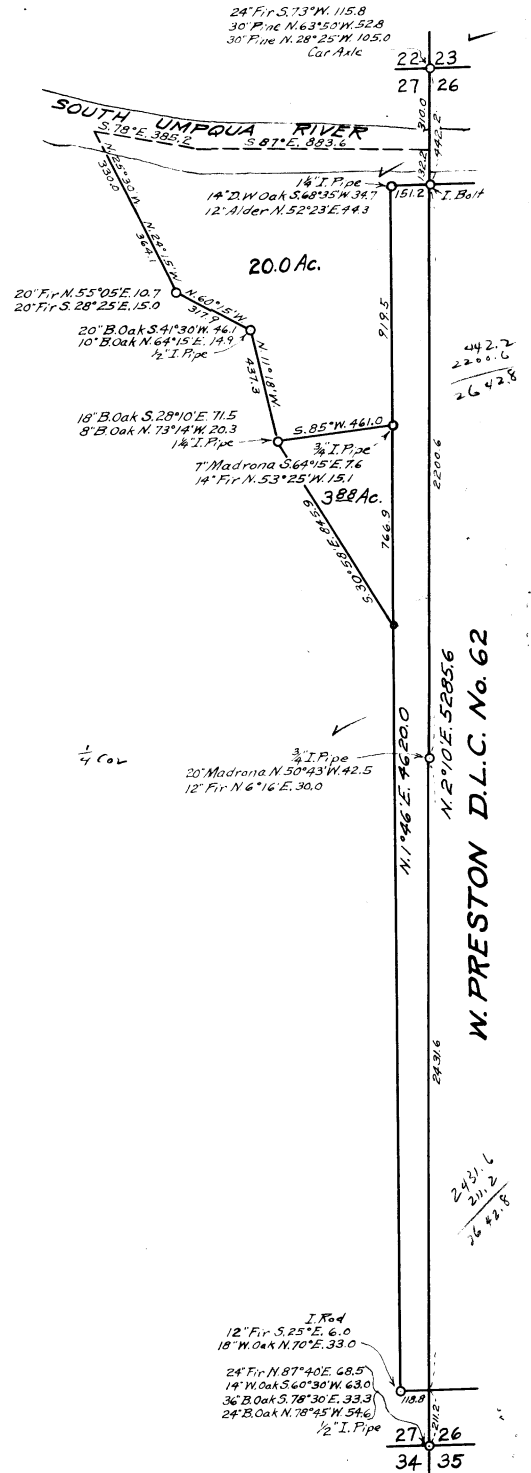 24"Fir S.73°W. 115.8
30"Pine N.63°50'W. 52.8
30"Pine N.28°25'W. 105.0
Car Axle
22 23
27 26
SOUTH UMPQUA RIVER
S.78°E. 385.2
S 87°E. 883.6
310.0
442.2
132.2
N.25°30'W.
330.0
1¼" I. Pipe
14"D.W Oak S.68°35'W. 34.7
12"Alder N.52°23'E. 44.3
151.2
I. Bolt
N.24°15'W.
364.1
20.0 Ac.
20"Fir N.55°05'E. 10.7
20"Fir S.28°25'E. 15.0
N.60°15'W.
317.9
919.5
20"B.Oak S.41°30'W. 46.1
10"B.Oak N.64°15'E. 14.9
½" I.Pipe
N 11°18'W.
437.3
442.2
2200.6
2642.8
18"B.Oak S.28°10'E. 71.5
8"B.Oak N.73°14'W. 20.3
1¼" I.Pipe
S.85°W. 461.0
¾" I.Pipe
7"Madrona S.64°15'E. 7.6
14"Fir N.53°25'W. 15.1
2200.6
3.88 Ac.
S.30°58'E. 845.9
766.9
¼ Cor
¾" I.Pipe
20"Madrona N.50°43'W. 42.5
12"Fir N 6°16'E. 30.0
N.1°46'E. 4620.0
N.2°10'E. 5285.6
W. PRESTON D.L.C. No. 62
2431.6
2431.6
211.2
2642.8
I.Rod
12"Fir S.25°E. 6.0
18"W.Oak N.70°E. 33.0
24"Fir N.87°40'E. 68.5
14"W.Oak S.60°30'W. 63.0
36"B.Oak S.78°30'E. 33.3
24"B.Oak N.78°45'W. 54.6
½" I.Pipe
118.8
211.2
27 26
34 35